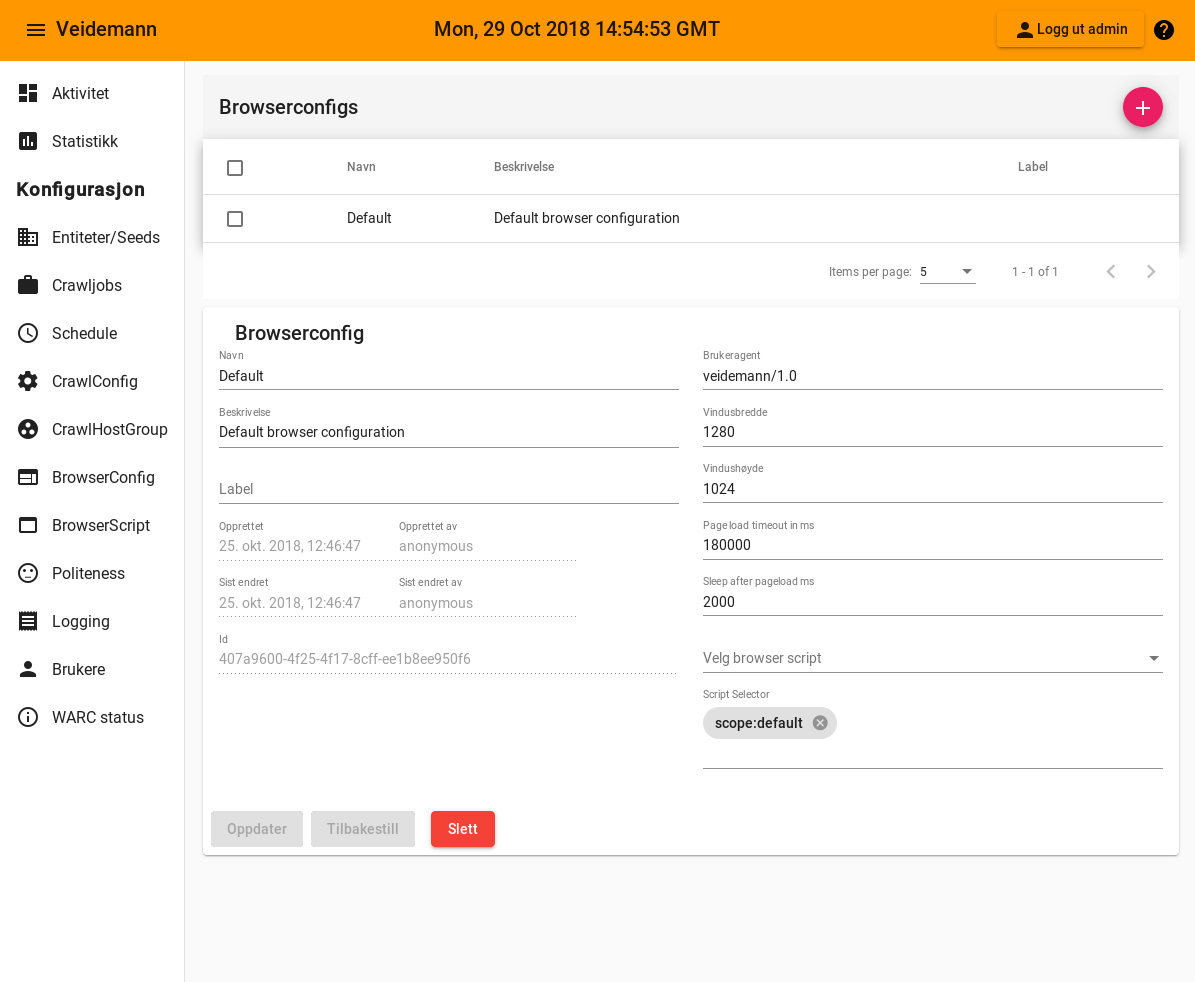 Veidemann
Mon, 29 Oct 2018 14:54:53 GMT
Logg ut admin
Aktivitet
Statistikk
Konfigurasjon
Entiteter/Seeds
Crawljobs
Schedule
CrawlConfig
CrawlHostGroup
BrowserConfig
BrowserScript
Politeness
Logging
Brukere
WARC status
Browserconfigs
Navn Beskrivelse Label
Default Default browser configuration
Items per page: 5 1 - 1 of 1
Browserconfig
Navn
Default
Beskrivelse
Default browser configuration
Label
Opprettet Opprettet av
25. okt. 2018, 12:46:47 anonymous
Sist endret Sist endret av
25. okt. 2018, 12:46:47 anonymous
Id
407a9600-4f25-4f17-8cff-ee1b8ee950f6
Brukeragent
veidemann/1.0
Vindusbredde
1280
Vindushøyde
1024
Page load timeout in ms
180000
Sleep after pageload ms
2000
Velg browser script
Script Selector
scope:default
Oppdater Tilbakestill Slett